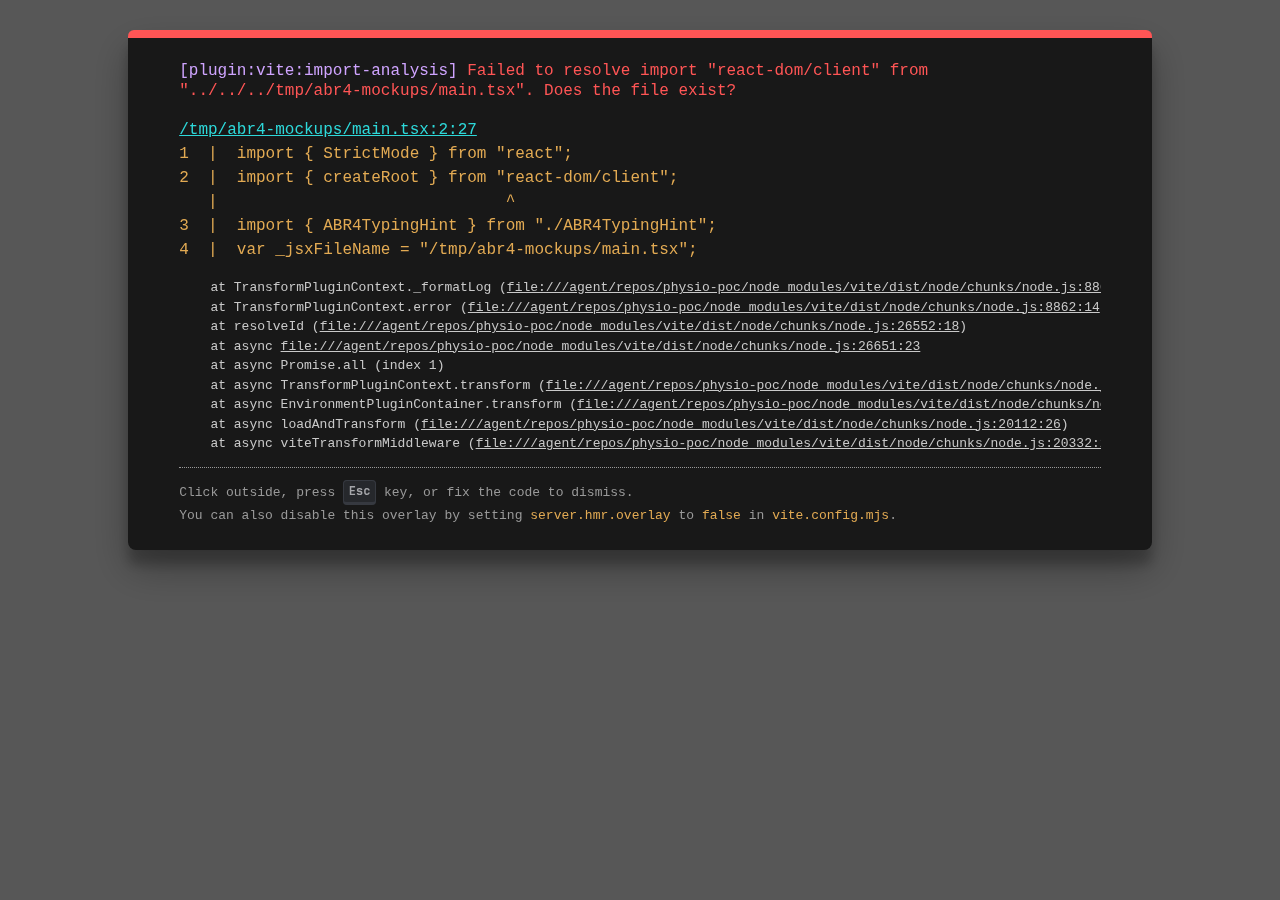 [plugin:vite:import-analysis] Failed to resolve import "react-dom/client" from
"../../../tmp/abr4-mockups/main.tsx". Does the file exist?
/tmp/abr4-mockups/main.tsx:2:27
1  |  import { StrictMode } from "react";
2  |  import { createRoot } from "react-dom/client";
   |                              ^
3  |  import { ABR4TypingHint } from "./ABR4TypingHint";
4  |  var _jsxFileName = "/tmp/abr4-mockups/main.tsx";
at TransformPluginContext._formatLog (file:///agent/repos/physio-poc/node_modules/vite/dist/node/chunks/node.js:88
at TransformPluginContext.error (file:///agent/repos/physio-poc/node_modules/vite/dist/node/chunks/node.js:8862:14
at resolveId (file:///agent/repos/physio-poc/node_modules/vite/dist/node/chunks/node.js:26552:18)
at async file:///agent/repos/physio-poc/node_modules/vite/dist/node/chunks/node.js:26651:23
at async Promise.all (index 1)
at async TransformPluginContext.transform (file:///agent/repos/physio-poc/node_modules/vite/dist/node/chunks/node.
at async EnvironmentPluginContainer.transform (file:///agent/repos/physio-poc/node_modules/vite/dist/node/chunks/n
at async loadAndTransform (file:///agent/repos/physio-poc/node_modules/vite/dist/node/chunks/node.js:20112:26)
at async viteTransformMiddleware (file:///agent/repos/physio-poc/node_modules/vite/dist/node/chunks/node.js:20332:
Click outside, press Esc key, or fix the code to dismiss.
You can also disable this overlay by setting server.hmr.overlay to false in vite.config.mjs.